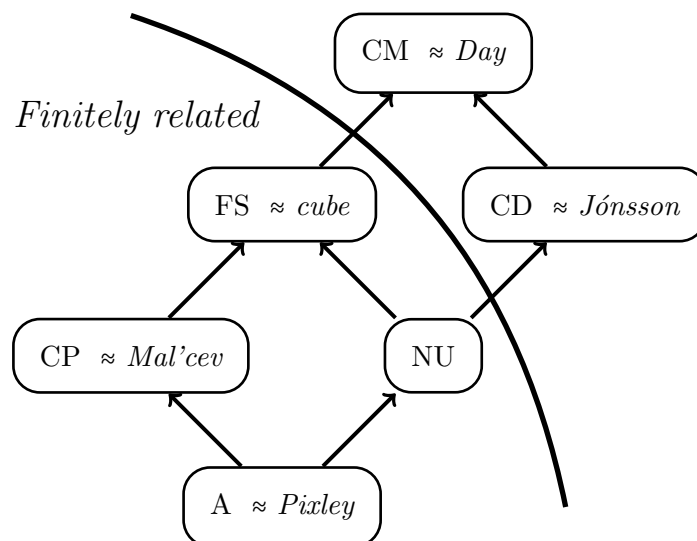 CM ≈ Day
Finitely related
FS ≈ cube
CD ≈ Jónsson
CP ≈ Mal'cev
NU
A ≈ Pixley